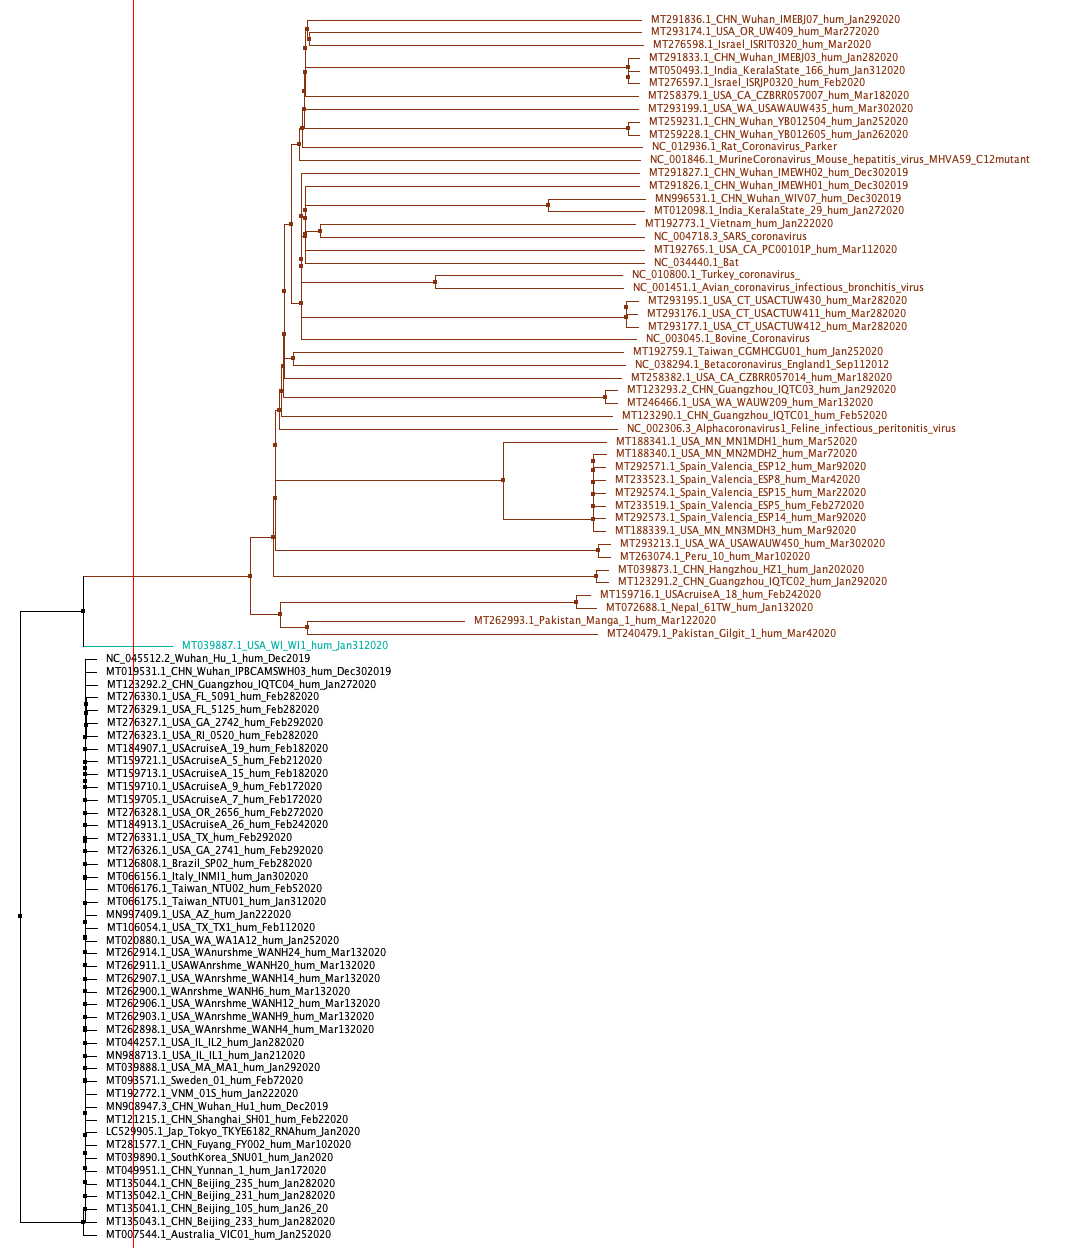 MT291836.1_CHN_Wuhan_IMEBJ07_hum_Jan292020
MT293174.1_USA_OR_UW409_hum_Mar272020
MT276598.1_Israel_ISRIT0320_hum_Mar2020
MT291833.1_CHN_Wuhan_IMEBJ03_hum_Jan282020
MT050493.1_India_KeralaState_166_hum_Jan312020
MT276597.1_Israel_ISRJP0320_hum_Feb2020
MT258379.1_USA_CA_CZBRR057007_hum_Mar182020
MT293199.1_USA_WA_USAWAUW435_hum_Mar302020
MT259231.1_CHN_Wuhan_YB012504_hum_Jan252020
MT259228.1_CHN_Wuhan_YB012605_hum_Jan262020
NC_012936.1_Rat_Coronavirus_Parker
NC_001846.1_MurineCoronavirus_Mouse_hepatitis_virus_MHVA59_C12mutant
MT291827.1_CHN_Wuhan_IMEWH02_hum_Dec302019
MT291826.1_CHN_Wuhan_IMEWH01_hum_Dec302019
MN996531.1_CHN_Wuhan_WIV07_hum_Dec302019
MT012098.1_India_KeralaState_29_hum_Jan272020
MT192773.1_Vietnam_hum_Jan222020
NC_004718.3_SARS_coronavirus
MT192765.1_USA_CA_PC00101P_hum_Mar112020
NC_034440.1_Bat
NC_010800.1_Turkey_coronavirus_
NC_001451.1_Avian_coronavirus_infectious_bronchitis_virus
MT293195.1_USA_CT_USACTUW430_hum_Mar282020
MT293176.1_USA_CT_USACTUW411_hum_Mar282020
MT293177.1_USA_CT_USACTUW412_hum_Mar282020
NC_003045.1_Bovine_Coronavirus
MT192759.1_Taiwan_CGMHCGU01_hum_Jan252020
NC_038294.1_Betacoronavirus_England1_Sep112012
MT258382.1_USA_CA_CZBRR057014_hum_Mar182020
MT123293.2_CHN_Guangzhou_IQTC03_hum_Jan292020
MT246466.1_USA_WA_WAUW209_hum_Mar132020
MT123290.1_CHN_Guangzhou_IQTC01_hum_Feb52020
NC_002306.3_Alphacoronavirus1_Feline_infectious_peritonitis_virus
MT188341.1_USA_MN_MN1MDH1_hum_Mar52020
MT188340.1_USA_MN_MN2MDH2_hum_Mar72020
MT292571.1_Spain_Valencia_ESP12_hum_Mar92020
MT233523.1_Spain_Valencia_ESP8_hum_Mar42020
MT292574.1_Spain_Valencia_ESP15_hum_Mar22020
MT233519.1_Spain_Valencia_ESP5_hum_Feb272020
MT292573.1_Spain_Valencia_ESP14_hum_Mar92020
MT188339.1_USA_MN_MN3MDH3_hum_Mar92020
MT293213.1_USA_WA_USAWAUW450_hum_Mar302020
MT263074.1_Peru_10_hum_Mar102020
MT039873.1_CHN_Hangzhou_HZ1_hum_Jan202020
MT123291.2_CHN_Guangzhou_IQTC02_hum_Jan292020
MT159716.1_USAcruiseA_18_hum_Feb242020
MT072688.1_Nepal_61TW_hum_Jan132020
MT262993.1_Pakistan_Manga_1_hum_Mar122020
MT240479.1_Pakistan_Gilgit_1_hum_Mar42020
MT039887.1_USA_WI_WI1_hum_Jan312020
NC_045512.2_Wuhan_Hu_1_hum_Dec2019
MT019531.1_CHN_Wuhan_IPBCAMSWH03_hum_Dec302019
MT123292.2_CHN_Guangzhou_IQTC04_hum_Jan272020
MT276330.1_USA_FL_5091_hum_Feb282020
MT276329.1_USA_FL_5125_hum_Feb282020
MT276327.1_USA_GA_2742_hum_Feb292020
MT276323.1_USA_RI_0520_hum_Feb282020
MT184907.1_USAcruiseA_19_hum_Feb182020
MT159721.1_USAcruiseA_5_hum_Feb212020
MT159713.1_USAcruiseA_15_hum_Feb182020
MT159710.1_USAcruiseA_9_hum_Feb172020
MT159705.1_USAcruiseA_7_hum_Feb172020
MT276328.1_USA_OR_2656_hum_Feb272020
MT184913.1_USAcruiseA_26_hum_Feb242020
MT276331.1_USA_TX_hum_Feb292020
MT276326.1_USA_GA_2741_hum_Feb292020
MT126808.1_Brazil_SP02_hum_Feb282020
MT066156.1_Italy_INMI1_hum_Jan302020
MT066176.1_Taiwan_NTU02_hum_Feb52020
MT066175.1_Taiwan_NTU01_hum_Jan312020
MN997409.1_USA_AZ_hum_Jan222020
MT106054.1_USA_TX_TX1_hum_Feb112020
MT020880.1_USA_WA_WA1A12_hum_Jan252020
MT262914.1_USA_WAnurshme_WANH24_hum_Mar132020
MT262911.1_USAWAnrshme_WANH20_hum_Mar132020
MT262907.1_USA_WAnrshme_WANH14_hum_Mar132020
MT262900.1_WAnrshme_WANH6_hum_Mar132020
MT262906.1_USA_WAnrshme_WANH12_hum_Mar132020
MT262903.1_USA_WAnrshme_WANH9_hum_Mar132020
MT262898.1_USA_WAnrshme_WANH4_hum_Mar132020
MT044257.1_USA_IL_IL2_hum_Jan282020
MN988713.1_USA_IL_IL1_hum_Jan212020
MT039888.1_USA_MA_MA1_hum_Jan292020
MT093571.1_Sweden_01_hum_Feb72020
MT192772.1_VNM_01S_hum_Jan222020
MN908947.3_CHN_Wuhan_Hu1_hum_Dec2019
MT121215.1_CHN_Shanghai_SH01_hum_Feb22020
LC529905.1_Jap_Tokyo_TKYE6182_RNAhum_Jan2020
MT281577.1_CHN_Fuyang_FY002_hum_Mar102020
MT039890.1_SouthKorea_SNU01_hum_Jan2020
MT049951.1_CHN_Yunnan_1_hum_Jan172020
MT135044.1_CHN_Beijing_235_hum_Jan282020
MT135042.1_CHN_Beijing_231_hum_Jan282020
MT135041.1_CHN_Beijing_105_hum_Jan26_20
MT135043.1_CHN_Beijing_233_hum_Jan282020
MT007544.1_Australia_VIC01_hum_Jan252020